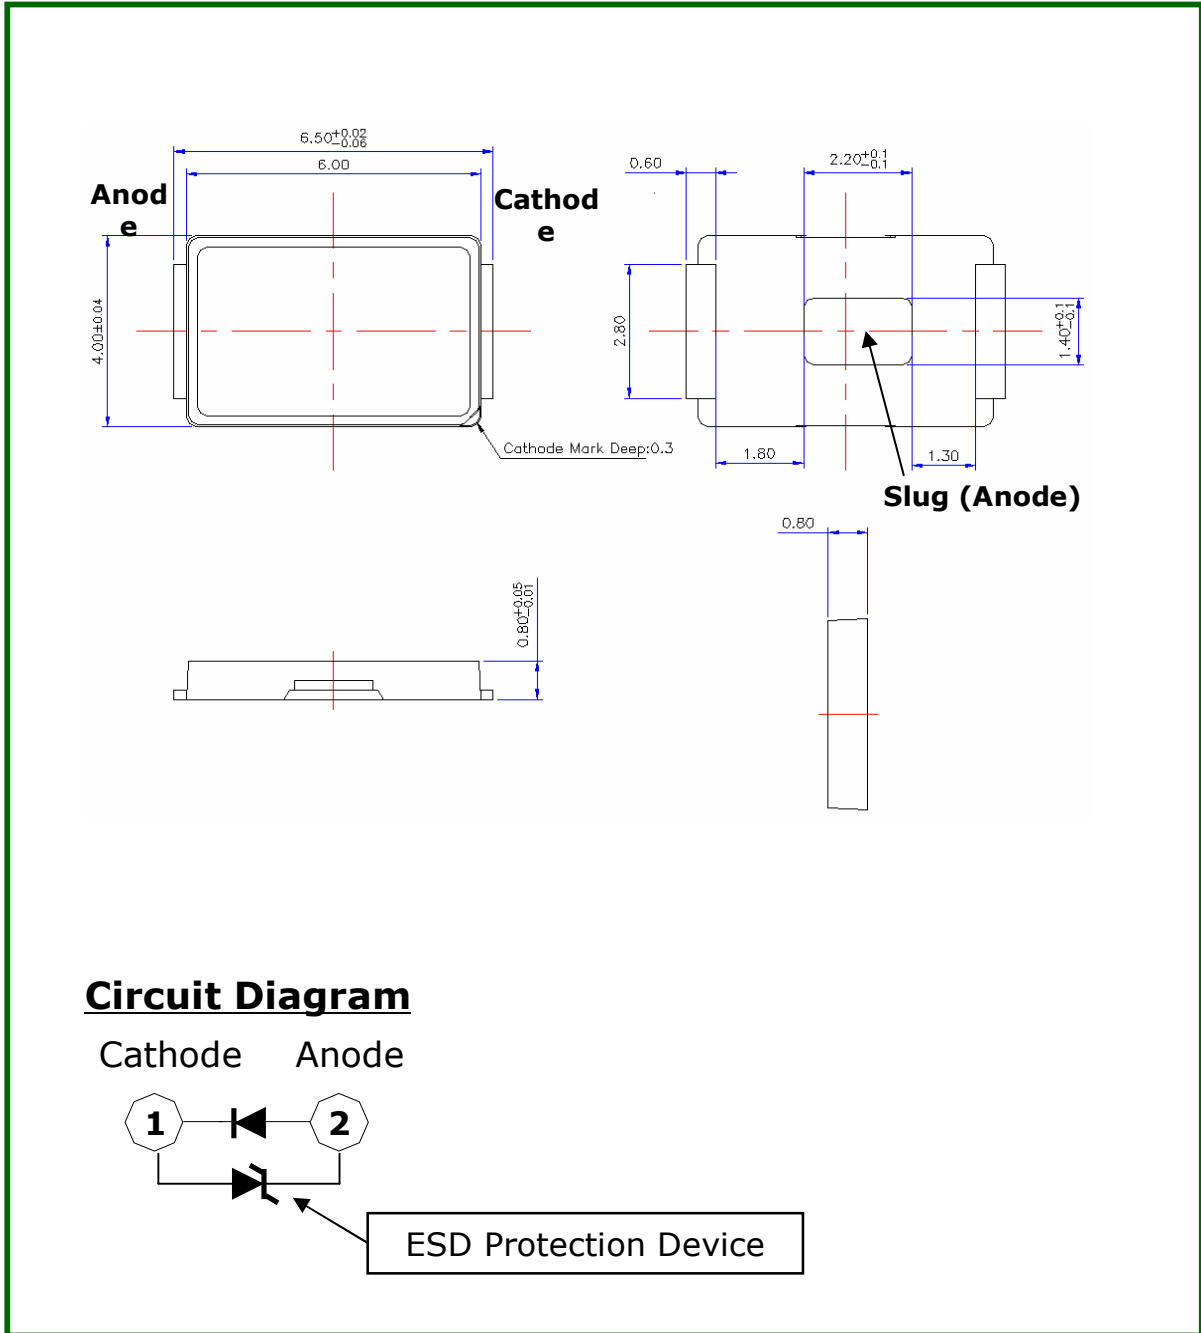 6.50+0.02
-0.06
6.00
Anod
e
Cathod
e
4.00±0.04
Cathode Mark Deep:0.3
0.60
2.20+0.1
-0.1
2.80
1.40+0.1
-0.1
1.80
1.30
Slug (Anode)
0.80
0.80+0.05
-0.01
Circuit Diagram
Cathode Anode
1 2
ESD Protection Device